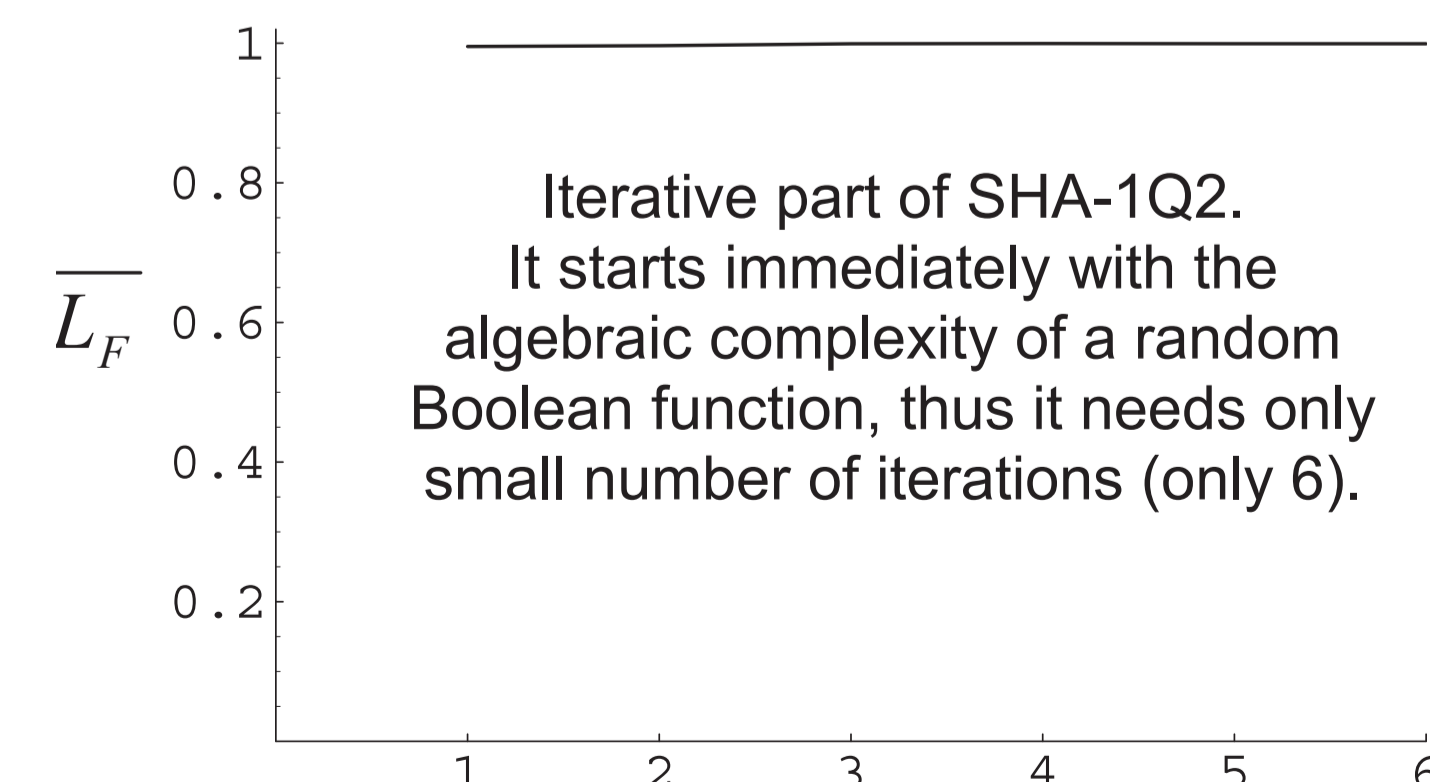 1
0.8
0.6
0.4
0.2
L_F
Iterative part of SHA-1Q2.
It starts immediately with the
algebraic complexity of a random
Boolean function, thus it needs only
small number of iterations (only 6).
1 2 3 4 5 6